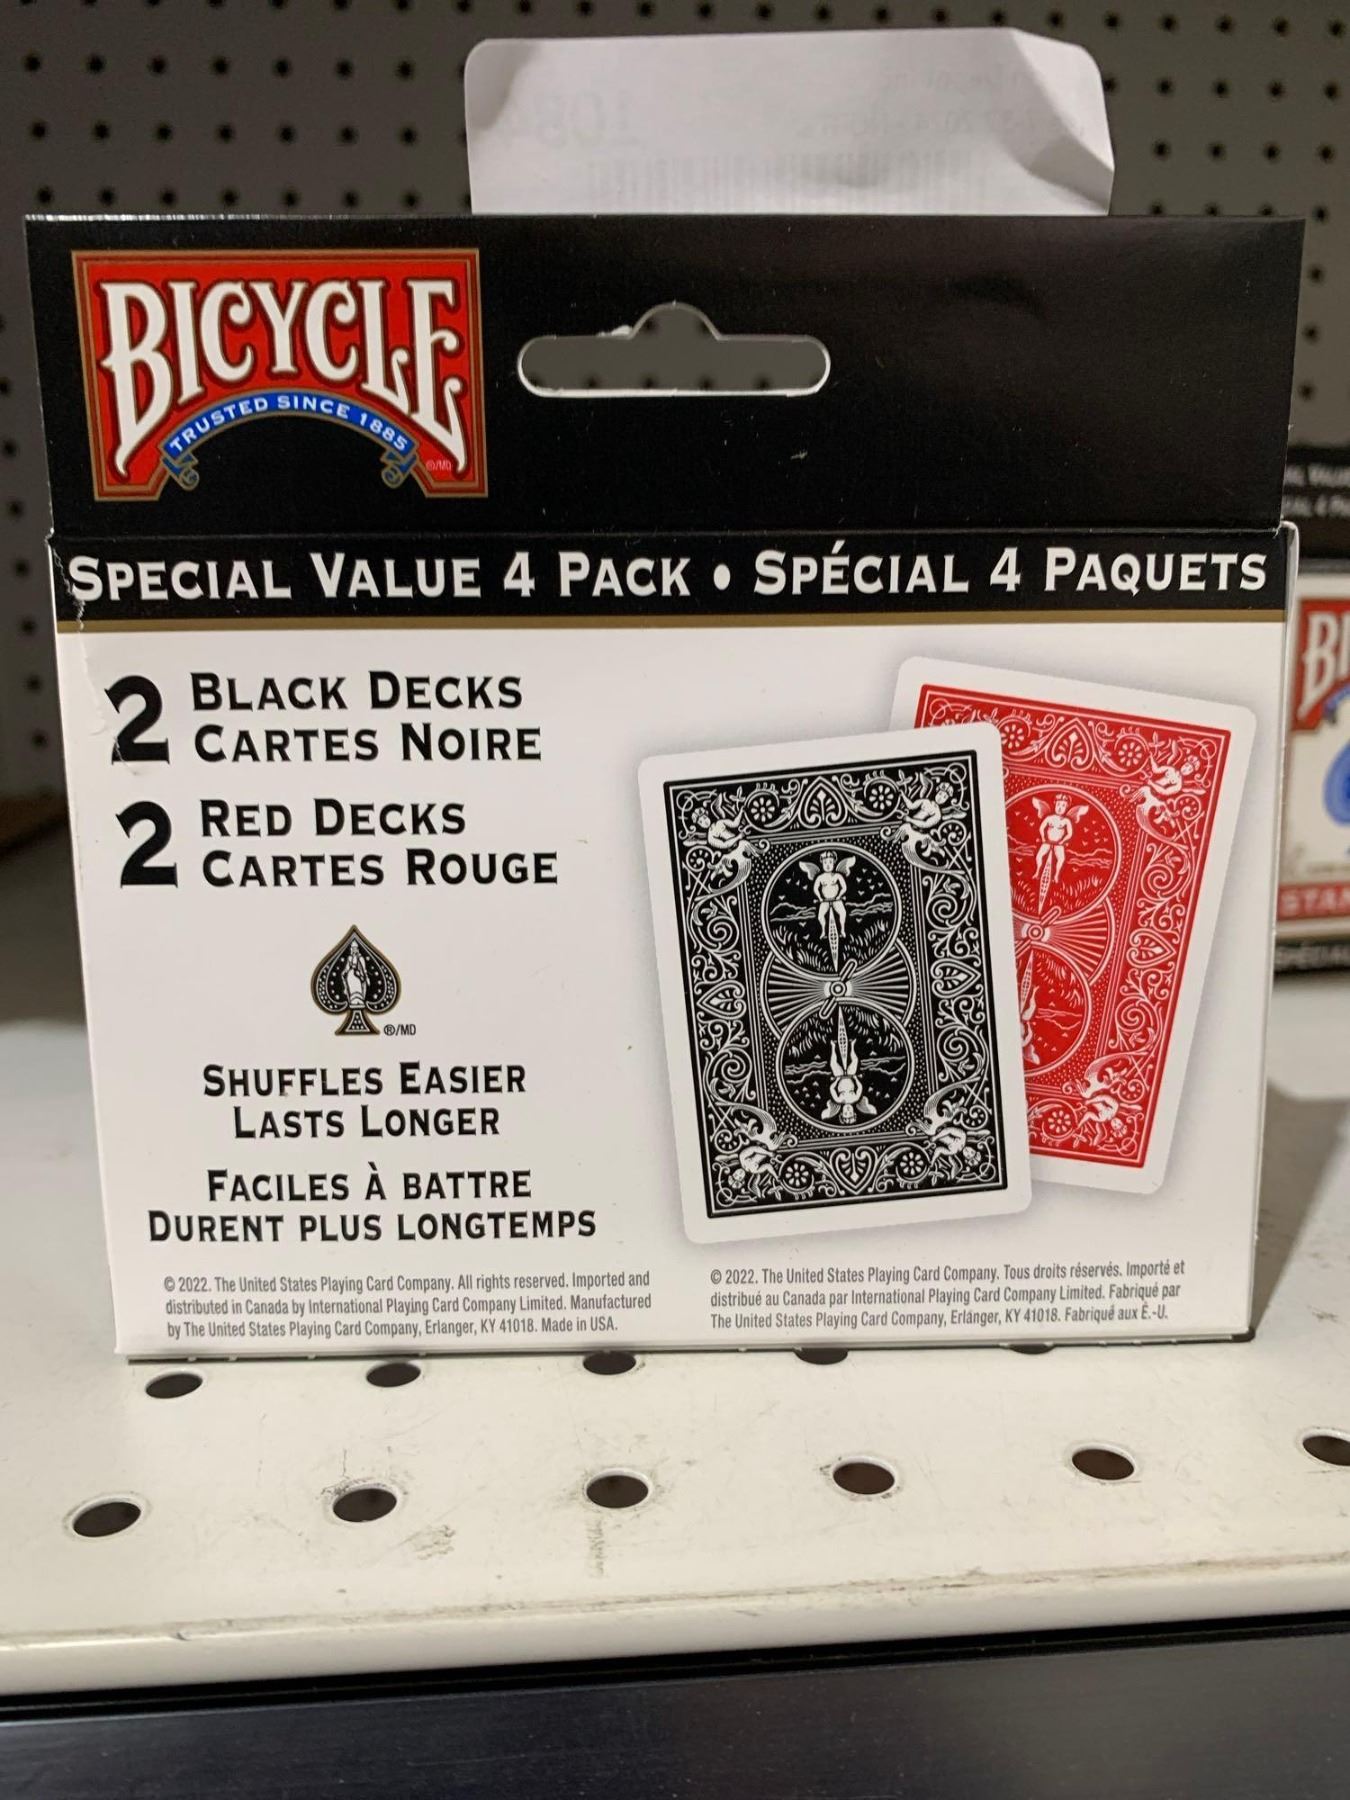 BICYCLE
TRUSTED SINCE 1885
®/MD
SPECIAL VALUE 4 PACK • SPÉCIAL 4 PAQUETS
2 BLACK DECKS
CARTES NOIRE
2 RED DECKS
CARTES ROUGE
®/MD
SHUFFLES EASIER
LASTS LONGER
FACILES À BATTRE
DURENT PLUS LONGTEMPS
© 2022. The United States Playing Card Company. All rights reserved. Imported and
distributed in Canada by International Playing Card Company Limited. Manufactured
by The United States Playing Card Company, Erlanger, KY 41018. Made in USA.
© 2022. The United States Playing Card Company. Tous droits réservés. Importé et
distribué au Canada par International Playing Card Company Limited. Fabriqué par
The United States Playing Card Company, Erlanger, KY 41018. Fabriqué aux É.-U.